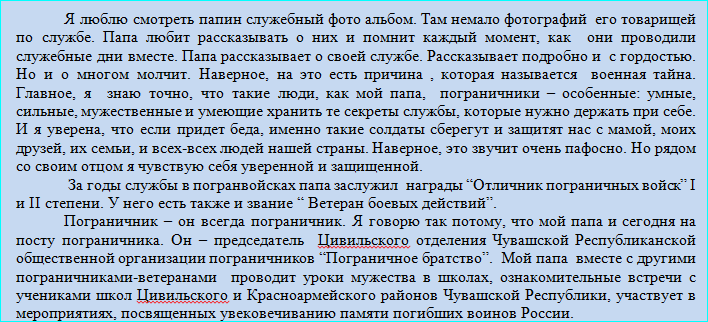 Я люблю смотреть папин служебный фото альбом. Там немало фотографий его товарищей
по службе. Папа любит рассказывать о них и помнит каждый момент, как они проводили
служебные дни вместе. Папа рассказывает о своей службе. Рассказывает подробно и с гордостью.
Но и о многом молчит. Наверное, на это есть причина , которая называется военная тайна.
Главное, я знаю точно, что такие люди, как мой папа, пограничники – особенные: умные,
сильные, мужественные и умеющие хранить те секреты службы, которые нужно держать при себе.
И я уверена, что если придет беда, именно такие солдаты сберегут и защитят нас с мамой, моих
друзей, их семьи, и всех-всех людей нашей страны. Наверное, это звучит очень пафосно. Но рядом
со своим отцом я чувствую себя уверенной и защищенной.
За годы службы в погранвойсках папа заслужил награды “Отличник пограничных войск” I
и II степени. У него есть также и звание “ Ветеран боевых действий”.
Пограничник – он всегда пограничник. Я говорю так потому, что мой папа и сегодня на
посту пограничника. Он – председатель Цивильского отделения Чувашской Республиканской
общественной организации пограничников “Пограничное братство”. Мой папа вместе с другими
пограничниками-ветеранами проводит уроки мужества в школах, ознакомительные встречи с
учениками школ Цивильского и Красноармейского районов Чувашской Республики, участвует в
мероприятиях, посвященных увековечиванию памяти погибших воинов России.